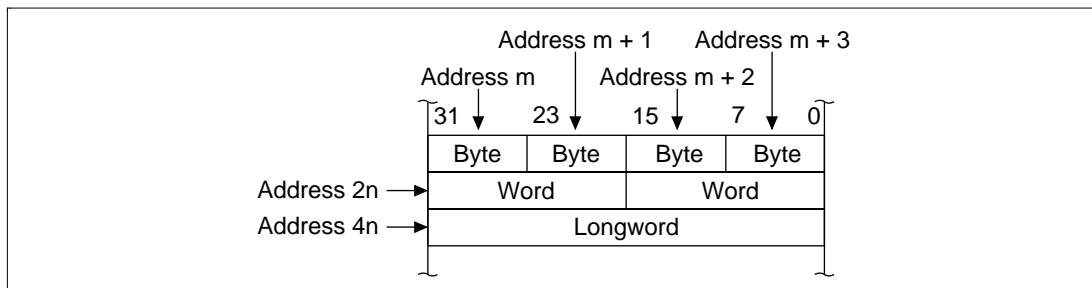 Address m + 1 Address m + 3
Address m Address m + 2
31 23 15 7 0
Byte Byte Byte Byte
Address 2n Word Word
Address 4n Longword